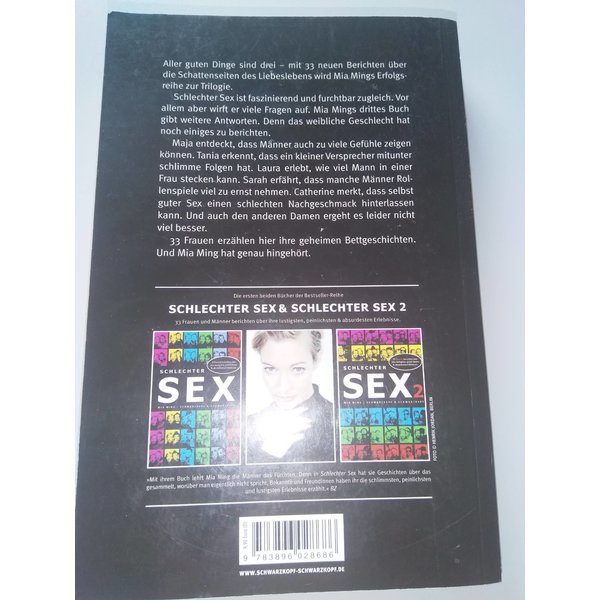 Aller guten Dinge sind drei – mit 33 neuen Berichten über
die Schattenseiten des Liebeslebens wird Mia Mings Erfolgs-
reihe zur Trilogie.
Schlechter Sex ist faszinierend und furchtbar zugleich. Vor
allem aber wirft er viele Fragen auf. Mia Mings drittes Buch
gibt weitere Antworten. Denn das weibliche Geschlecht hat
noch einiges zu berichten.
Maja entdeckt, dass Männer auch zu viele Gefühle zeigen
können. Tania erkennt, dass ein kleiner Versprecher mitunter
schlimme Folgen hat. Laura erlebt, wie viel Mann in einer
Frau stecken kann. Sarah erfährt, dass manche Männer Rol-
lenspiele viel zu ernst nehmen. Catherine merkt, dass selbst
guter Sex einen schlechten Nachgeschmack hinterlassen
kann. Und auch den anderen Damen ergeht es leider nicht
viel besser.
33 Frauen erzählen hier ihre geheimen Bettgeschichten.
Und Mia Ming hat genau hingehört.
Die ersten beiden Bücher der Bestseller-Reihe
SCHLECHTER SEX & SCHLECHTER SEX 2
33 Frauen und Männer berichten über ihre lustigsten, peinlichsten & absurdesten Erlebnisse.
SCHLECHTER
SEX
MIA MING | SCHWARZKOPF & SCHWARZKOPF
SCHLECHTER
SEX 2
MIA MING | SCHWARZKOPF & SCHWARZKOPF
»Mit ihrem Buch lehrt Mia Ming die Männer das Fürchten. Denn in Schlechter Sex hat sie Geschichten über das
gesammelt, worüber man eigentlich nicht spricht. Bekannte und Freundinnen haben ihr die schlimmsten, peinlichsten
und lustigsten Erlebnisse erzählt.« BZ
9 783896 028686
WWW.SCHWARZKOPF-SCHWARZKOPF.DE